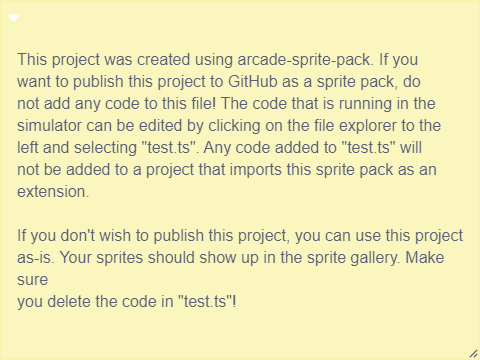 This project was created using arcade-sprite-pack. If you
want to publish this project to GitHub as a sprite pack, do
not add any code to this file! The code that is running in the
simulator can be edited by clicking on the file explorer to the
left and selecting "test.ts". Any code added to "test.ts" will
not be added to a project that imports this sprite pack as an
extension.
If you don't wish to publish this project, you can use this project
as-is. Your sprites should show up in the sprite gallery. Make
sure
you delete the code in "test.ts"!